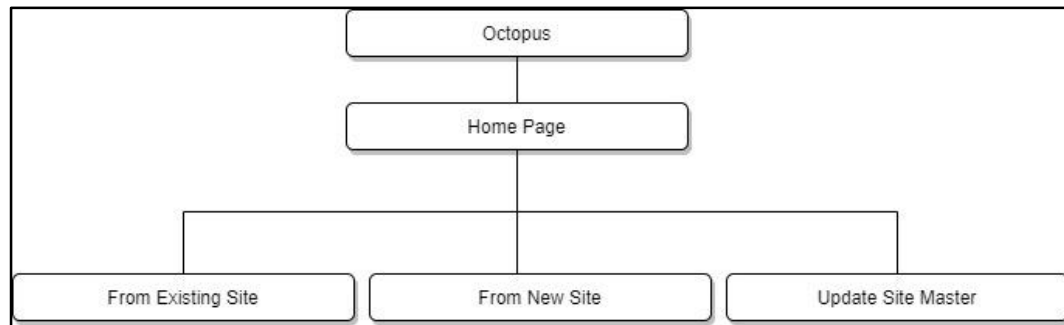 Octopus
Home Page
From Existing Site
From New Site
Update Site Master